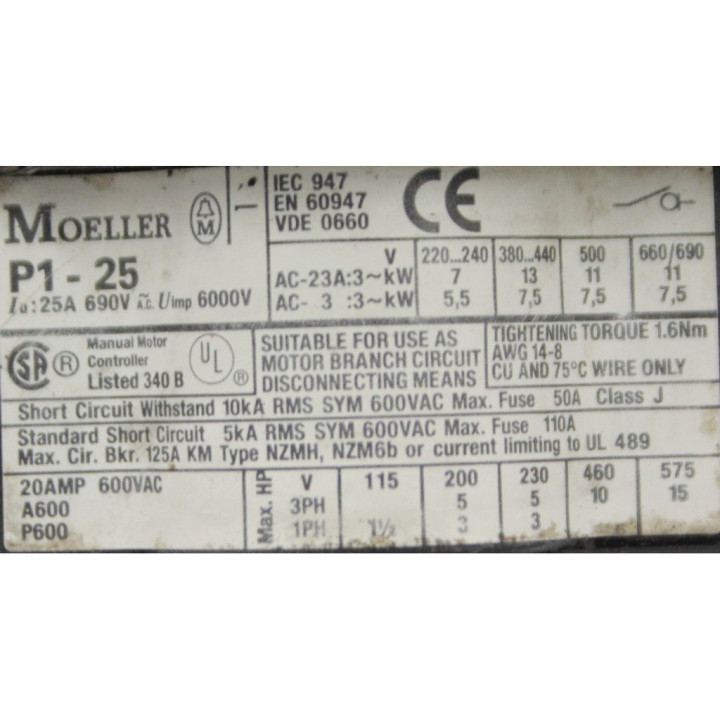 MOELLER M
P1 - 25
Iu: 25A 690V A.C. Uimp 6000V
IEC 947
EN 60947
VDE 0660
CE
V 220...240 380...440 500 660/690
AC-23A:3~kW 7 13 11 11
AC- 3 :3~kW 5,5 7,5 7,5 7,5
SA ® Manual Motor
Controller
Listed 340 B
UL ®
SUITABLE FOR USE AS
MOTOR BRANCH CIRCUIT
DISCONNECTING MEANS
TIGHTENING TORQUE 1.6Nm
AWG 14-8
CU AND 75°C WIRE ONLY
Short Circuit Withstand 10kA RMS SYM 600VAC Max. Fuse 50A Class J
Standard Short Circuit 5kA RMS SYM 600VAC Max. Fuse 110A
Max. Cir. Bkr. 125A KM Type NZMH, NZM6b or current limiting to UL 489
20AMP 600VAC
A600
P600
Max. HP
V 115 200 230 460 575
3PH 5 5 10 15
1PH 1½ 3 3